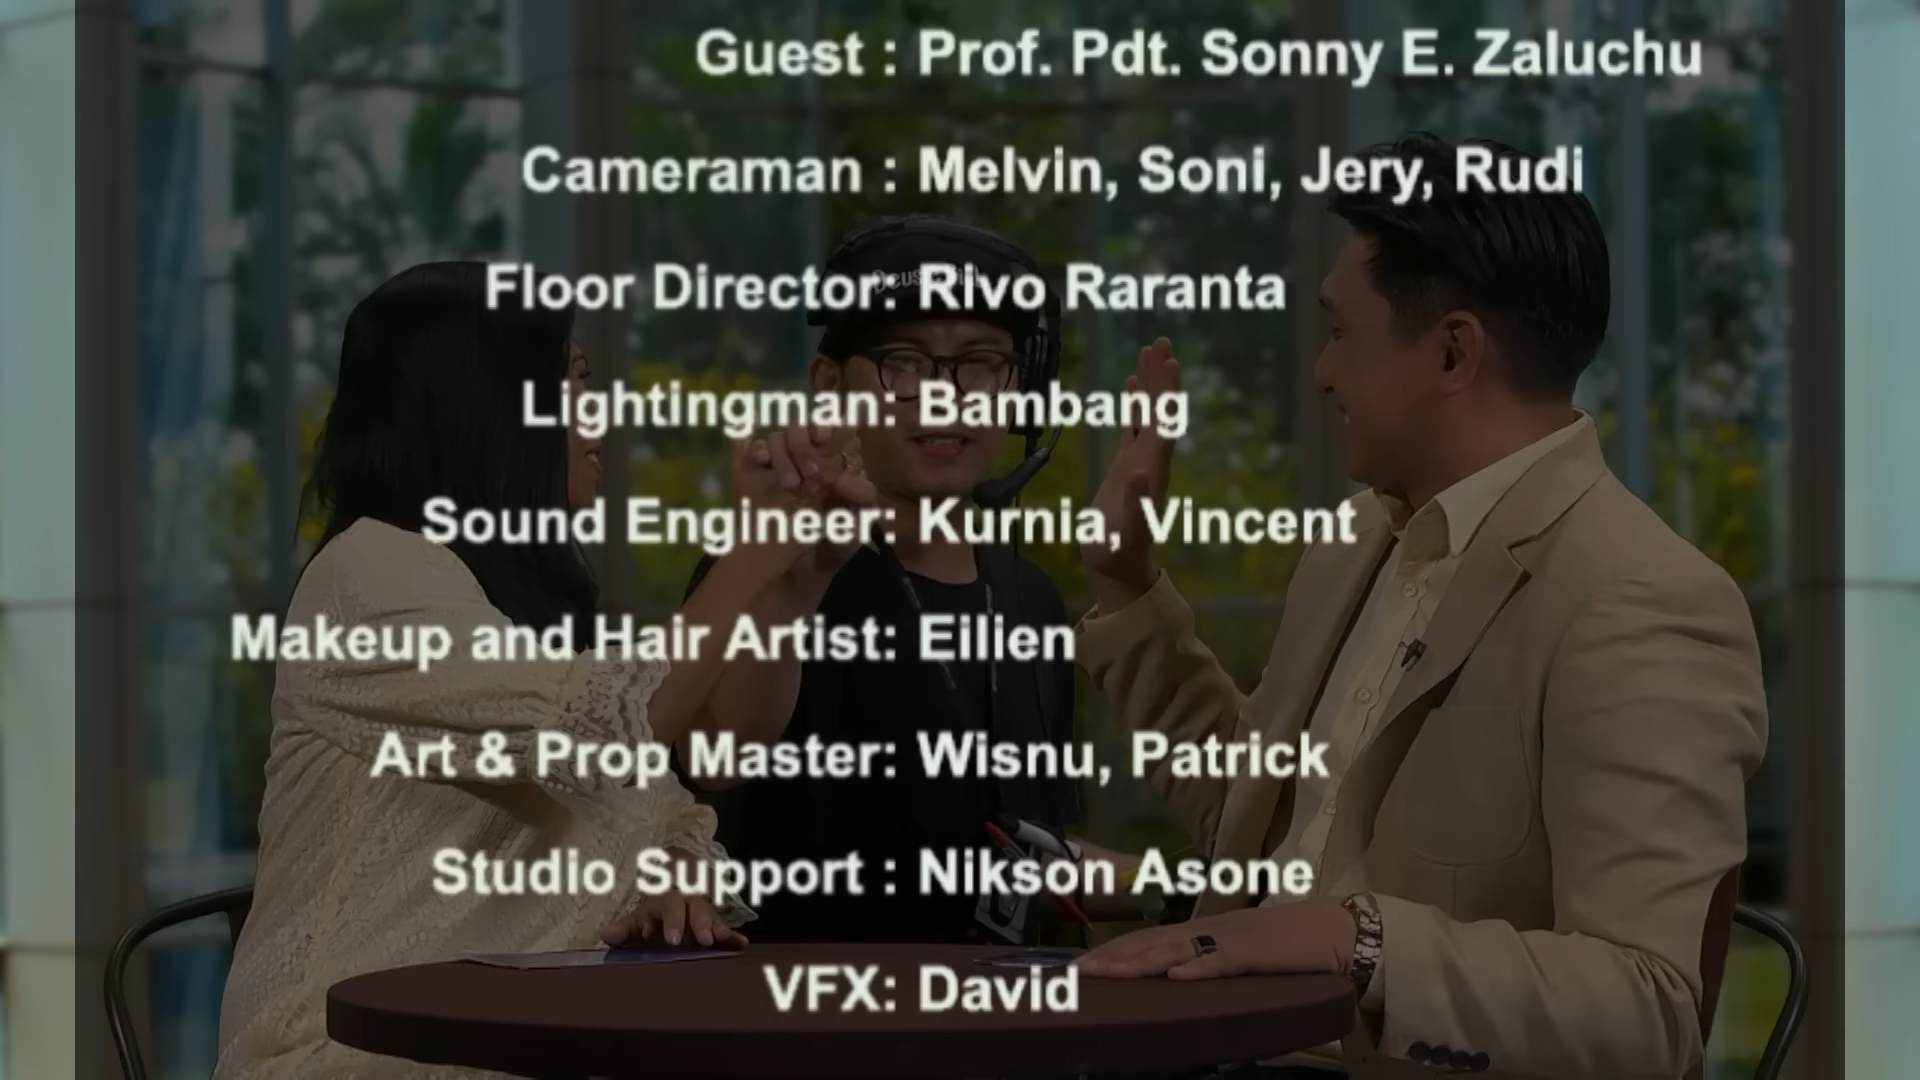 Guest : Prof. Pdt. Sonny E. Zaluchu
Cameraman : Melvin, Soni, Jery, Rudi
Floor Director: Rivo Raranta
Lightingman: Bambang
Sound Engineer: Kurnia, Vincent
Makeup and Hair Artist: Eilien
Art & Prop Master: Wisnu, Patrick
Studio Support : Nikson Asone
VFX: David